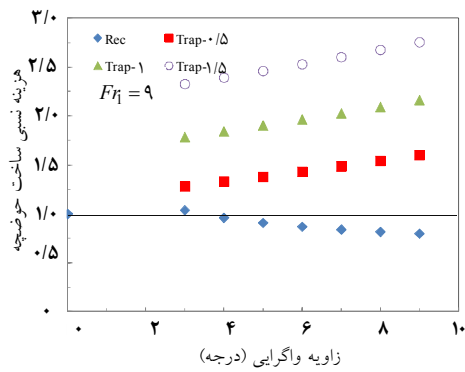 ۳/۰
۲/۵
۲/۰
۱/۵
۱/۰
۰/۵
۰/
هزینه نسبی ساخت حوضچه
Rec Trap-۰/۵
Trap-۱ Trap-۱/۵
Fr₁ = ۹
۰ ۲ ۴ ۶ ۸ ۱۰
زاویه واگرایی (درجه)